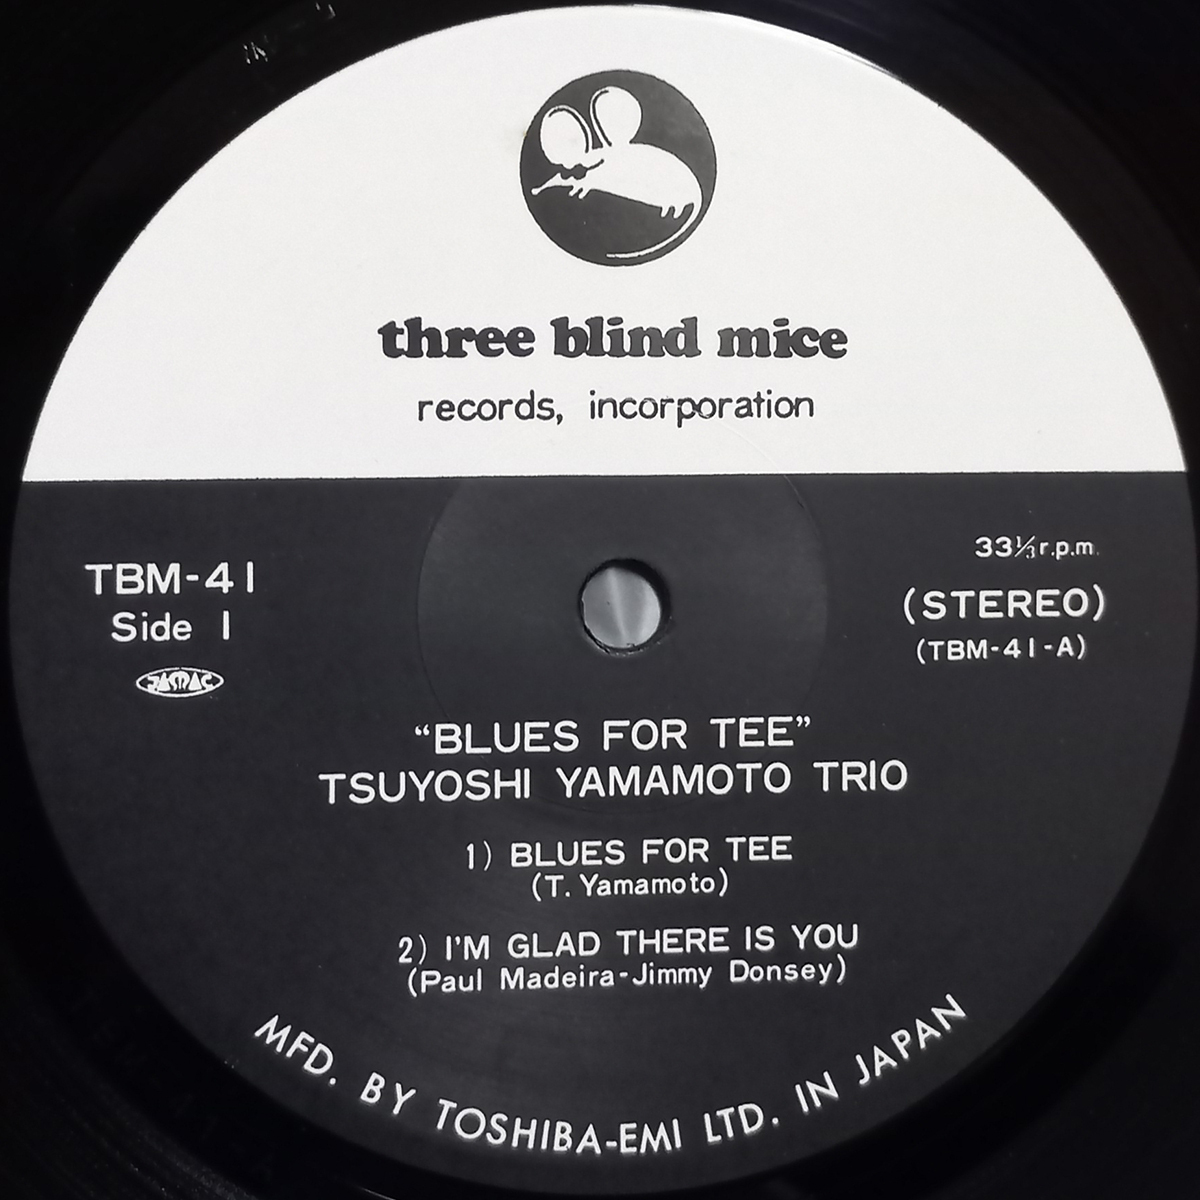 three blind mice
records, incorporation
33⅓ r.p.m.
TBM-41
(STEREO)
Side 1
(TBM-41-A)
JASRAC
“BLUES FOR TEE”
TSUYOSHI YAMAMOTO TRIO
1) BLUES FOR TEE
(T. Yamamoto)
2) I'M GLAD THERE IS YOU
(Paul Madeira-Jimmy Donsey)
MFD. BY TOSHIBA-EMI LTD. IN JAPAN